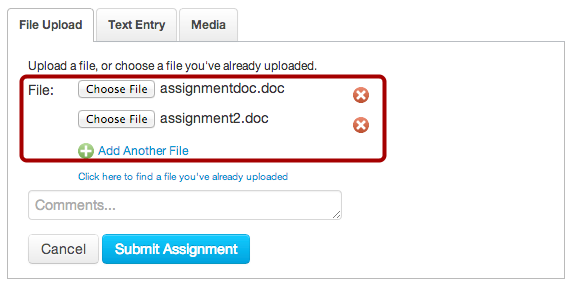 File Upload Text Entry Media
Upload a file, or choose a file you've already uploaded.
File: Choose File assignmentdoc.doc
Choose File assignment2.doc
Add Another File
Click here to find a file you've already uploaded
Comments...
Cancel Submit Assignment